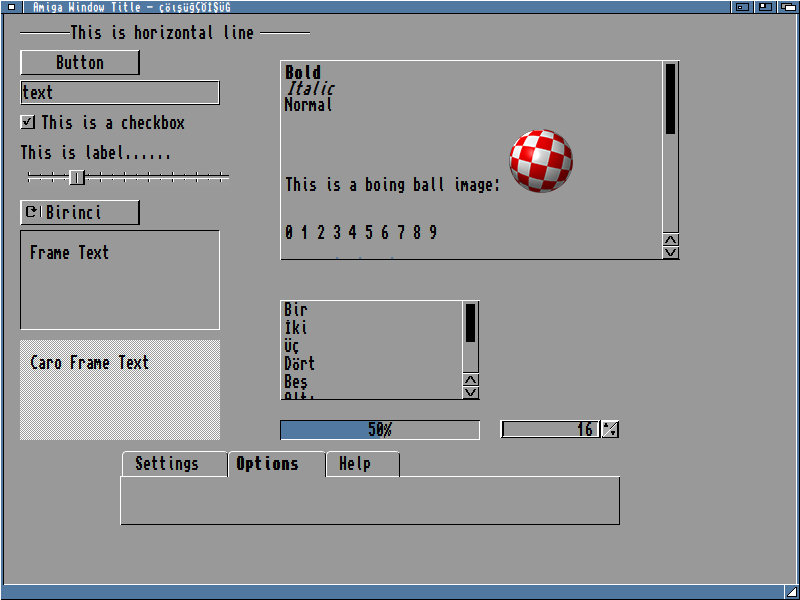 Amiga Window Title - çöışüğÇÖİŞÜĞ
This is horizontal line
Button
text
This is a checkbox
This is label......
Birinci
Frame Text
Caro Frame Text
Bold
Italic
Normal
This is a boing ball image:
0 1 2 3 4 5 6 7 8 9
Bir
İki
Üç
Dört
Beş
50%
16
Settings
Options
Help